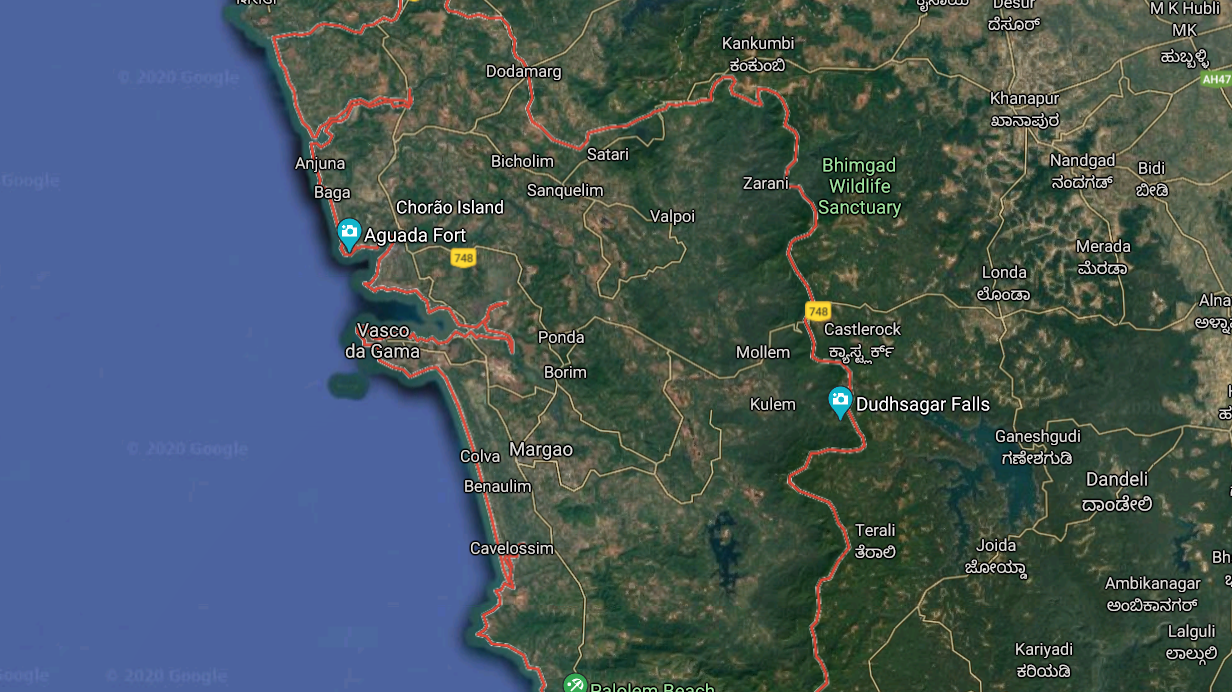 © 2020 Google
Dodamarg
Kankumbi
ಕಂಕುಂಬಿ
Desur
ದೆಸೂರ್
M K Hubli
MK
ಹುಬ್ಬಳ್ಳಿ
AH47
Khanapur
ಖಾನಾಪುರ
Anjuna
Bicholim
Satari
Nandgad
ನಂದಗಡ್
Bidi
ಬೀಡಿ
Google
Baga
Sanquelim
Zarani
Bhimgad
Wildlife
Sanctuary
Chorão Island
Valpoi
Aguada Fort
748
Merada
ಮೆರಡಾ
Londa
ಲೊಂಡಾ
748
Alna
Vasco
da Gama
Ponda
Castlerock
ಕ್ಯಾಸ್ಟ್ಲರ್ಕ್
Mollem
Borim
Kulem
Dudhsagar Falls
© 2020 Google
Colva
Margao
Ganeshgudi
ಗಣೇಶಗುಡಿ
Benaulim
Dandeli
ದಾಂಡೇಲಿ
Cavelossim
Terali
ತೆರಾಲಿ
Joida
ಜೋಯ್ಡಾ
Bh
Ambikanagar
ಅಂಬಿಕಾನಗರ್
Lalguli
ಲಾಲ್ಗುಲಿ
Kariyadi
ಕರಿಯಡಿ
Google
© 2020 Google
Palolem Beach